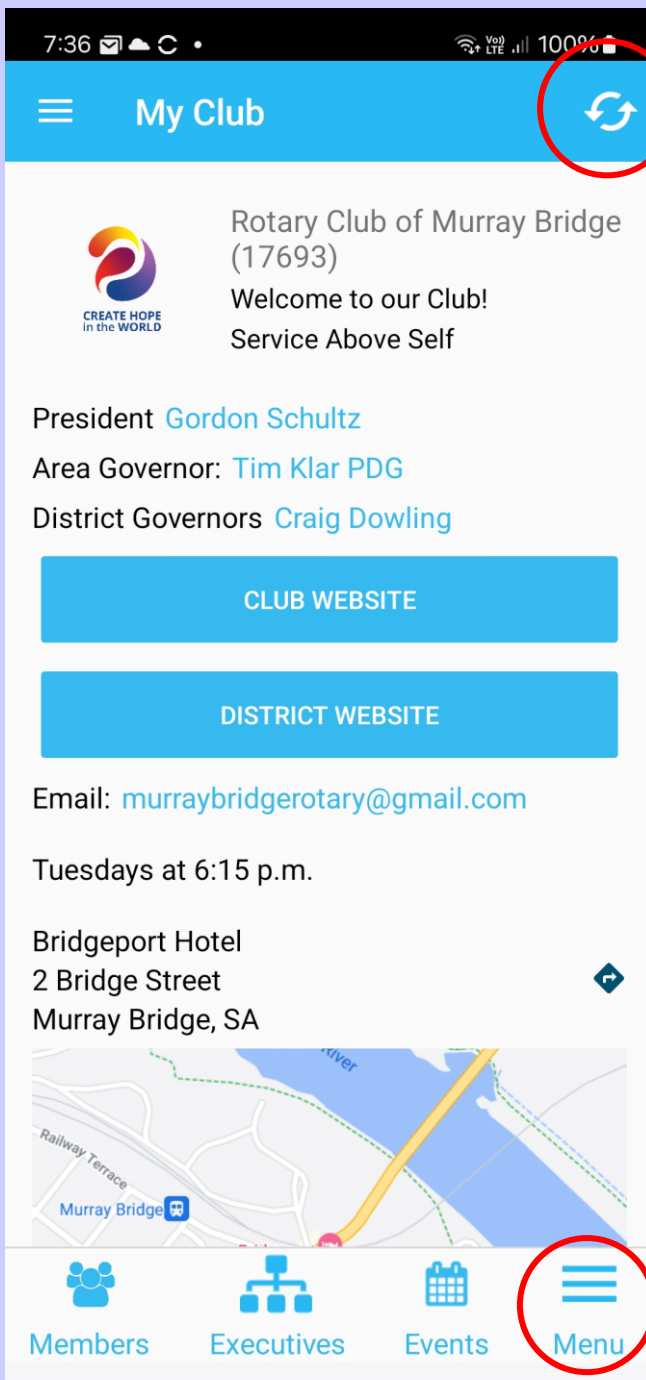 7:36
Vo)) LTE 100%
My Club
CREATE HOPE
in the WORLD
Rotary Club of Murray Bridge
(17693)
Welcome to our Club!
Service Above Self
President Gordon Schultz
Area Governor: Tim Klar PDG
District Governors Craig Dowling
CLUB WEBSITE
DISTRICT WEBSITE
Email: murraybridgerotary@gmail.com
Tuesdays at 6:15 p.m.
Bridgeport Hotel
2 Bridge Street
Murray Bridge, SA
River
Railway Terrace
Murray Bridge
Members Executives Events Menu